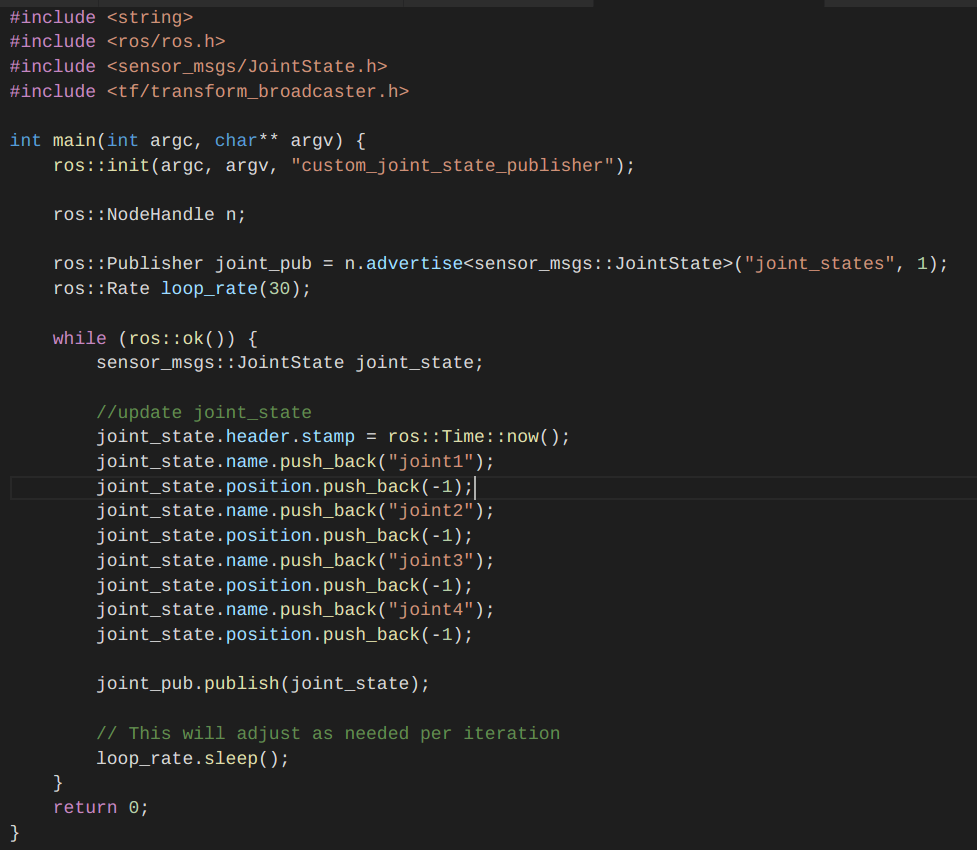 #include <string>
#include <ros/ros.h>
#include <sensor_msgs/JointState.h>
#include <tf/transform_broadcaster.h>

int main(int argc, char** argv) {
    ros::init(argc, argv, "custom_joint_state_publisher");

    ros::NodeHandle n;

    ros::Publisher joint_pub = n.advertise<sensor_msgs::JointState>("joint_states", 1);
    ros::Rate loop_rate(30);

    while (ros::ok()) {
        sensor_msgs::JointState joint_state;

        //update joint_state
        joint_state.header.stamp = ros::Time::now();
        joint_state.name.push_back("joint1");
        joint_state.position.push_back(-1);
        joint_state.name.push_back("joint2");
        joint_state.position.push_back(-1);
        joint_state.name.push_back("joint3");
        joint_state.position.push_back(-1);
        joint_state.name.push_back("joint4");
        joint_state.position.push_back(-1);

        joint_pub.publish(joint_state);

        // This will adjust as needed per iteration
        loop_rate.sleep();
    }
    return 0;
}